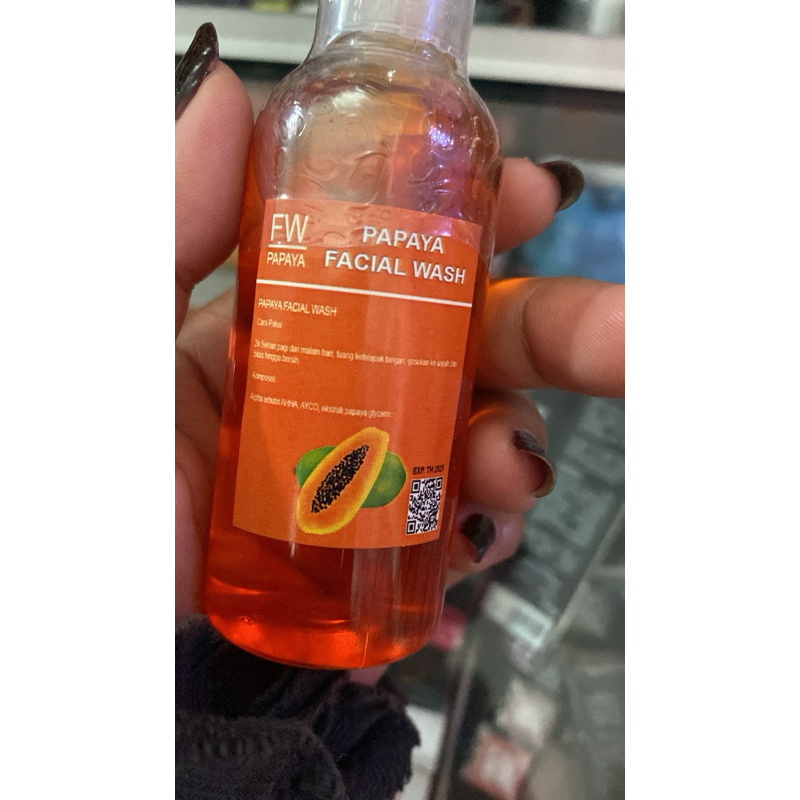 FW
PAPAYA
PAPAYA
FACIAL WASH
PAPAYA FACIAL WASH
Cara Pakai
2x Sehari pagi dan malam hari, tuang ketelapak tangan, gosokan ke wajah dan
bilas hingga bersih.
Komposisi :
Alpha arbutin AHHA, AYCO, ekstrak papaya glycerin
EXP. TH 2025